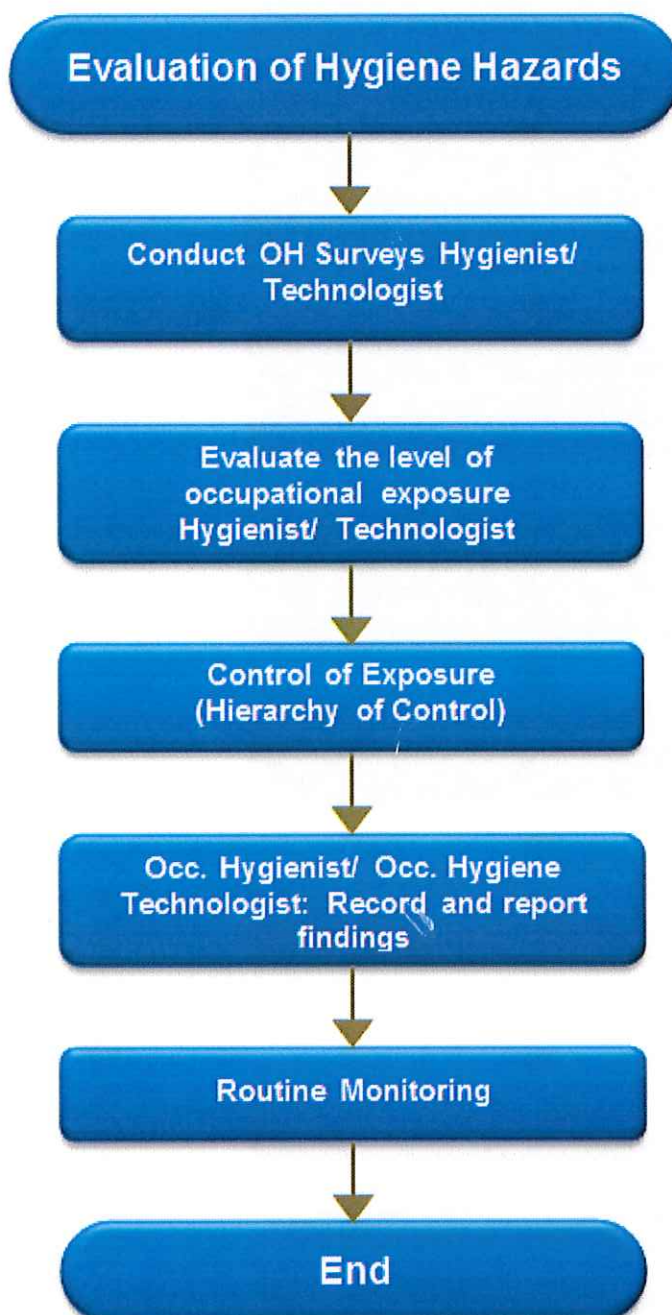 Evaluation of Hygiene Hazards
Conduct OH Surveys Hygienist/
Technologist
Evaluate the level of
occupational exposure
Hygienist/ Technologist
Control of Exposure
(Hierarchy of Control)
Occ. Hygienist/ Occ. Hygiene
Technologist: Record and report
findings
Routine Monitoring
End